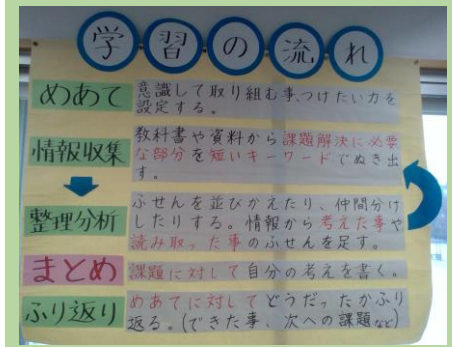 学習の流れ
めあて
意識して取り組む事、つけたい力を
設定する。
情報収集
教科書や資料から課題解決に必要
な部分を短いキーワードでぬき出
す。
整理分析
ふせんを並びかえたり、仲間分け
したりする。情報から考えた事や
読み取った事のふせんを足す。
まとめ
課題に対して自分の考えを書く。
ふり返り
めあてに対してどうだったかふり
返る。(できた事、次への課題など)